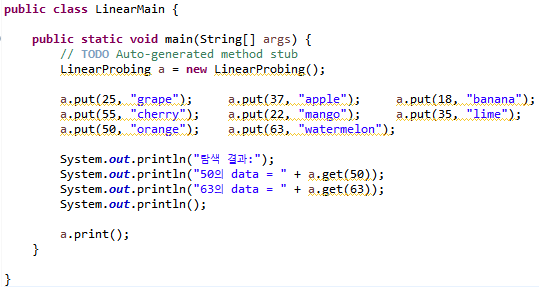 public class LinearMain {
public static void main(String[] args) {
// TODO Auto-generated method stub
LinearProbing a = new LinearProbing();
a.put(25, "grape"); a.put(37, "apple"); a.put(18, "banana");
a.put(55, "cherry"); a.put(22, "mango"); a.put(35, "lime");
a.put(50, "orange"); a.put(63, "watermelon");
System.out.println("탐색 결과:");
System.out.println("50의 data = " + a.get(50));
System.out.println("63의 data = " + a.get(63));
System.out.println();
a.print();
}
}